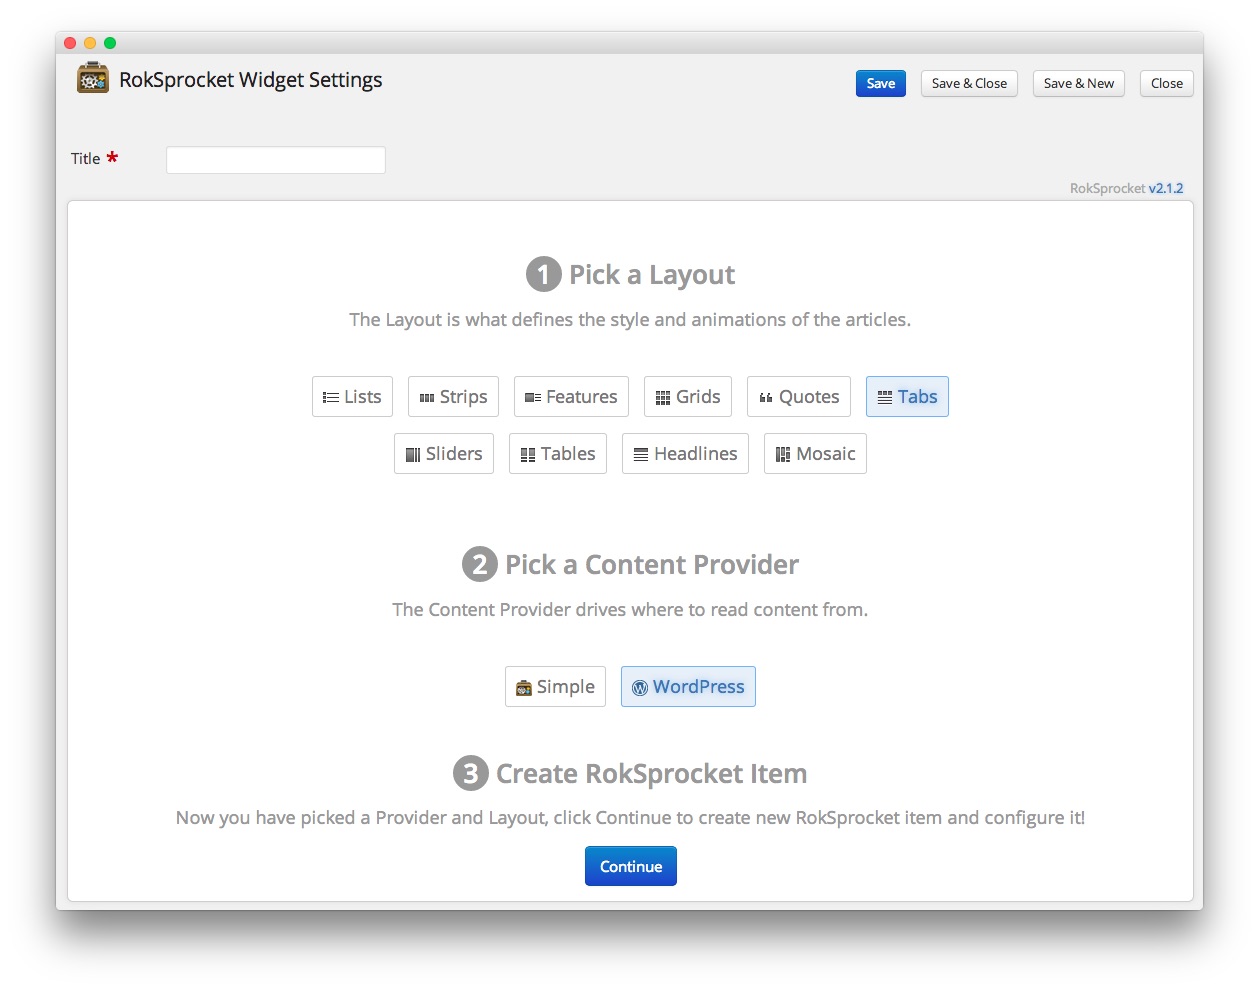 RokSprocket Widget Settings
Save
Save & Close
Save & New
Close
Title *
RokSprocket v2.1.2
1 Pick a Layout
The Layout is what defines the style and animations of the articles.
Lists
Strips
Features
Grids
Quotes
Tabs
Sliders
Tables
Headlines
Mosaic
2 Pick a Content Provider
The Content Provider drives where to read content from.
Simple
WordPress
3 Create RokSprocket Item
Now you have picked a Provider and Layout, click Continue to create new RokSprocket item and configure it!
Continue